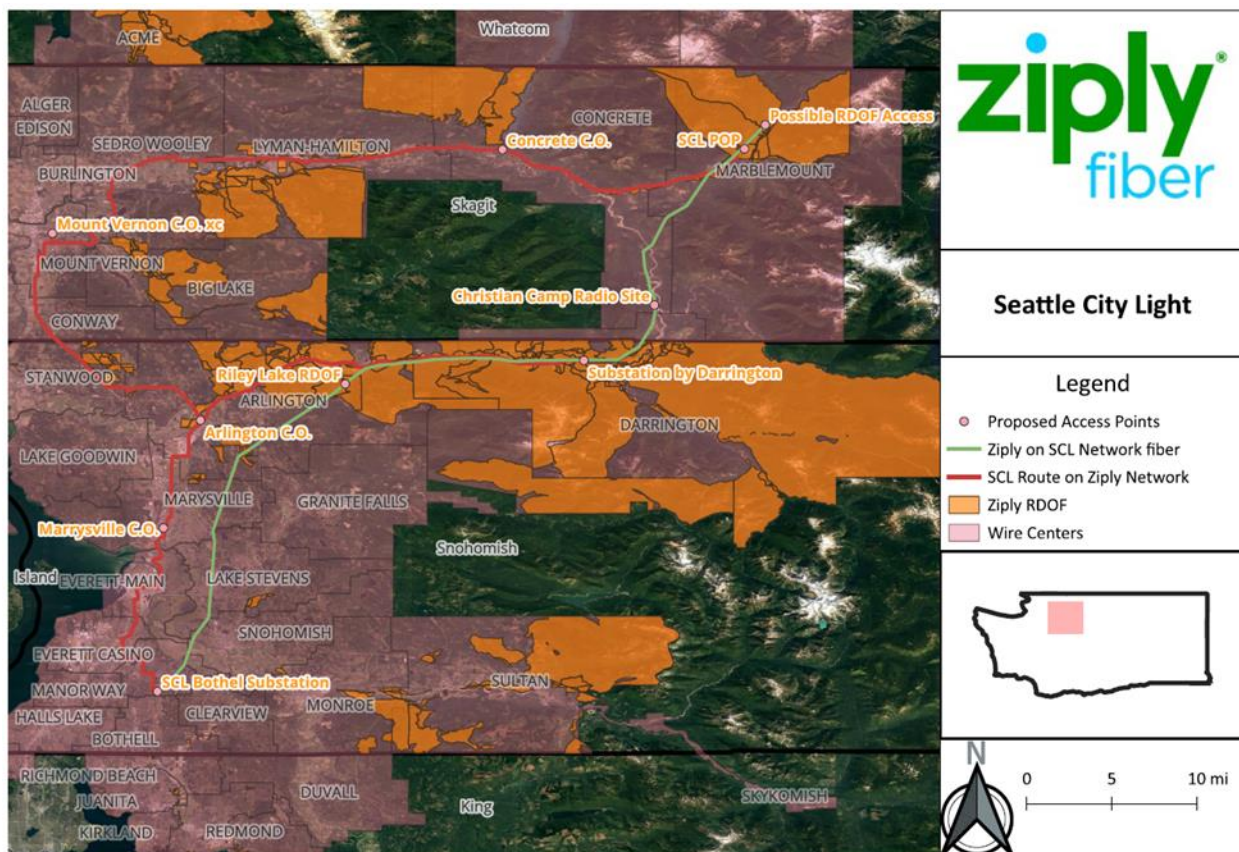 ACME
Whatcom
ALGER
EDISON
CONCRETE
Possible RDOF Access
SEDRO WOOLEY
LYMAN-HAMILTON
Concrete C.O.
SCL POP
BURLINGTON
MARBLEMOUNT
Skagit
Mount Vernon C.O. xc
MOUNT VERNON
BIG LAKE
Christian Camp Radio Site
CONWAY
STANWOOD
Riley Lake RDOF
Substation by Darrington
ARLINGTON
Arlington C.O.
DARRINGTON
LAKE GOODWIN
MARYSVILLE
GRANITE FALLS
Marrysville C.O.
Snohomish
Island
EVERETT-MAIN
LAKE STEVENS
SNOHOMISH
EVERETT CASINO
SCL Bothel Substation
SULTAN
MANOR WAY
MONROE
HALLS LAKE
CLEARVIEW
BOTHELL
RICHMOND BEACH
DUVALL
JUANITA
King
SKYKOMISH
KIRKLAND
REDMOND
ziply®
fiber
Seattle City Light
Legend
Proposed Access Points
Ziply on SCL Network fiber
SCL Route on Ziply Network
Ziply RDOF
Wire Centers
N
0 5 10 mi